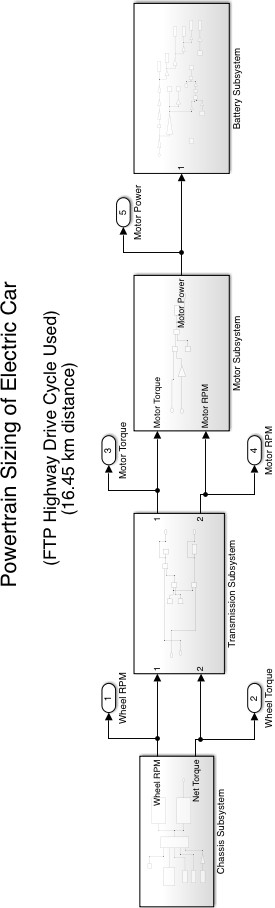 Powertrain Sizing of Electric Car
(FTP Highway Drive Cycle Used)
(16.45 km distance)
Wheel RPM
Net Torque
Chassis Subsystem
1
Wheel RPM
2
Wheel Torque
1
2
1
2
Transmission Subsystem
3
Motor Torque
4
Motor RPM
Motor Torque
Motor RPM
Motor Power
Motor Subsystem
5
Motor Power
1
Battery Subsystem